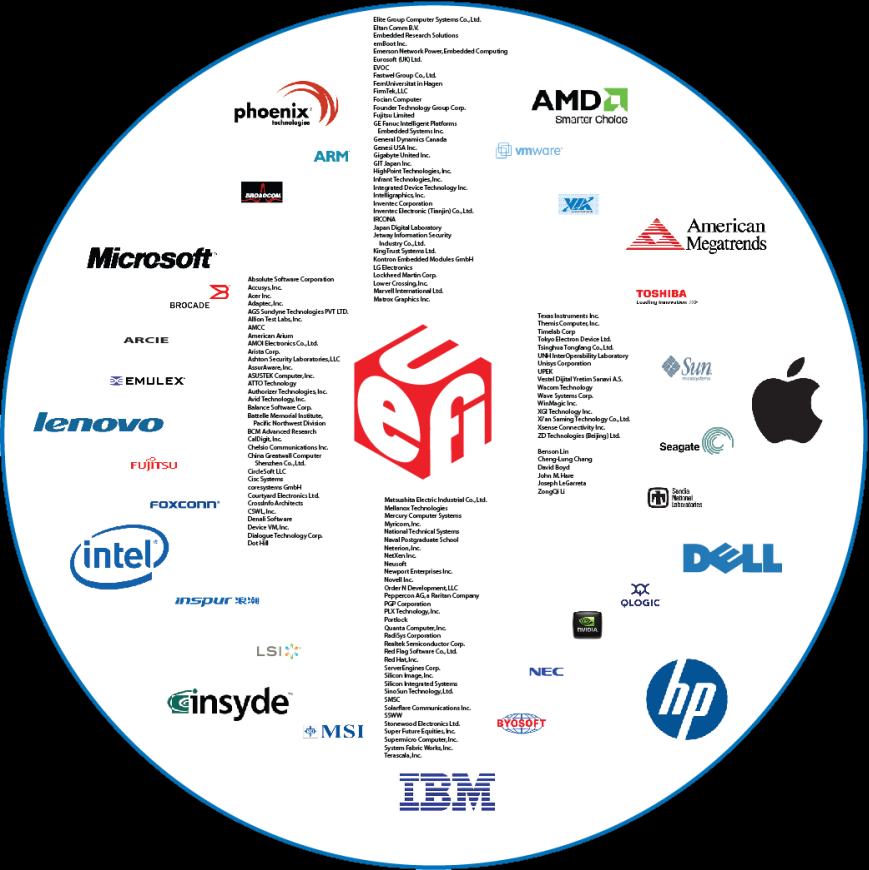 Elite Group Computer Systems Co., Ltd.
Eltan Comm B.V.
Embedded Research Solutions
emBoot Inc.
Emerson Network Power, Embedded Computing
Eurosoft (UK) Ltd.
EVOC
Fastwel Group Co., Ltd.
FernUniversitat in Hagen
FirmTek, LLC
Focian Computer
Founder Technology Group Corp.
Fujitsu Limited
GE Fanuc Intelligent Platforms
Embedded Systems Inc.
General Dynamics Canada
Genesi USA Inc.
Gigabyte United Inc.
GIT Japan Inc.
HighPoint Technologies, Inc.
Infrant Technologies, Inc.
Integrated Device Technology Inc.
Intelligraphics, Inc.
Inventec Corporation
Inventec Electronic (Tianjin) Co., Ltd.
IRCONA
Japan Digital Laboratory
Jetway Information Security
Industry Co., Ltd.
KingTrust Systems Ltd.
Kontron Embedded Modules GmbH
LG Electronics
Lockheed Martin Corp.
Lower Crossing, Inc.
Marvell International Ltd.
Matrox Graphics Inc.
phoenix
technologies
ARM
BROADCOM
Microsoft
BROCADE
ARCIE
EMULEX
lenovo
FUJITSU
FOXCONN
intel
inspur 浪潮
LSI
insyde
MSI
Absolute Software Corporation
Accusys, Inc.
Acer Inc.
Adaptec, Inc.
AGS Sundyne Technologies PVT LTD.
Allion Test Labs, Inc.
AMCC
American Arium
AMOI Electronics Co., Ltd.
Arista Corp.
Ashton Security Laboratories, LLC
AssurAware, Inc.
ASUSTEK Computer, Inc.
ATTO Technology
Authorizer Technologies, Inc.
Avid Technology, Inc.
Balance Software Corp.
Battelle Memorial Institute,
Pacific Northwest Division
BCM Advanced Research
CalDigit, Inc.
Chelsio Communications Inc.
China Greatwall Computer
Shenzhen Co., Ltd.
CircleSoft LLC
Cisc Systems
coresystems GmbH
Courtyard Electronics Ltd.
CrossInfo Architects
CSWL, Inc.
Denali Software
Device VM, Inc.
Dialogue Technology Corp.
Dot Hill
uefi
Matsushita Electric Industrial Co., Ltd.
Mellanox Technologies
Mercury Computer Systems
Myricom, Inc.
National Technical Systems
Naval Postgraduate School
Neterion, Inc.
NetXen Inc.
Neusoft
Newport Enterprises Inc.
Novell Inc.
Order N Development, LLC
Peppercon AG, a Raritan Company
PGP Corporation
PLX Technology, Inc.
Portlock
Quanta Computer, Inc.
RadiSys Corporation
Realtek Semiconductor Corp.
Red Flag Software Co., Ltd.
Red Hat, Inc.
ServerEngines Corp.
Silicon Image, Inc.
Silicon Integrated Systems
SinoSun Technology, Ltd.
SMSC
Solarflare Communications Inc.
SSWW
Stonewood Electronics Ltd.
Super Future Equities, Inc.
Supermicro Computer, Inc.
System Fabric Works, Inc.
Terascala, Inc.
IBM
AMD
Smarter Choice
vmware
VIA
American
Megatrends
TOSHIBA
Leading Innovation >>>
Texas Instruments Inc.
Themis Computer, Inc.
Timelab Corp
Tokyo Electron Device Ltd.
Tsinghua Tongfang Co., Ltd.
UNH InterOperability Laboratory
Unisys Corporation
UPEK
Vestel Dijital Yretim Sanavi A.S.
Wacom Technology
Wave Systems Corp.
WinMagic Inc.
XGI Technology Inc.
Xi'an Saming Technology Co., Ltd.
Xsense Connectivity Inc.
ZD Technologies (Beijing) Ltd.
Benson Lin
Cheng-Lung Chang
David Boyd
John M. Hare
Joseph LeGarreta
ZongQi Li
Sun
microsystems
Seagate
Sandia
National
Laboratories
DELL
QLOGIC
NVIDIA
NEC
hp
BYOSOFT